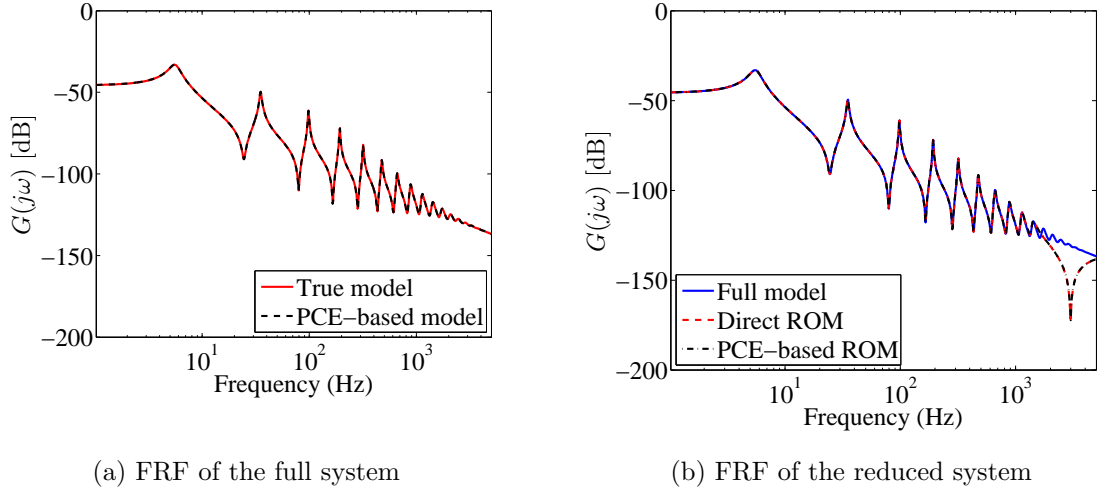 0
−50
−100
−150
−200
G(jω) [dB]
10^1
10^2
10^3
Frequency (Hz)
True model
PCE−based model
(a) FRF of the full system
0
−50
−100
−150
−200
G(jω) [dB]
10^1
10^2
10^3
Frequency (Hz)
Full model
Direct ROM
PCE−based ROM
(b) FRF of the reduced system